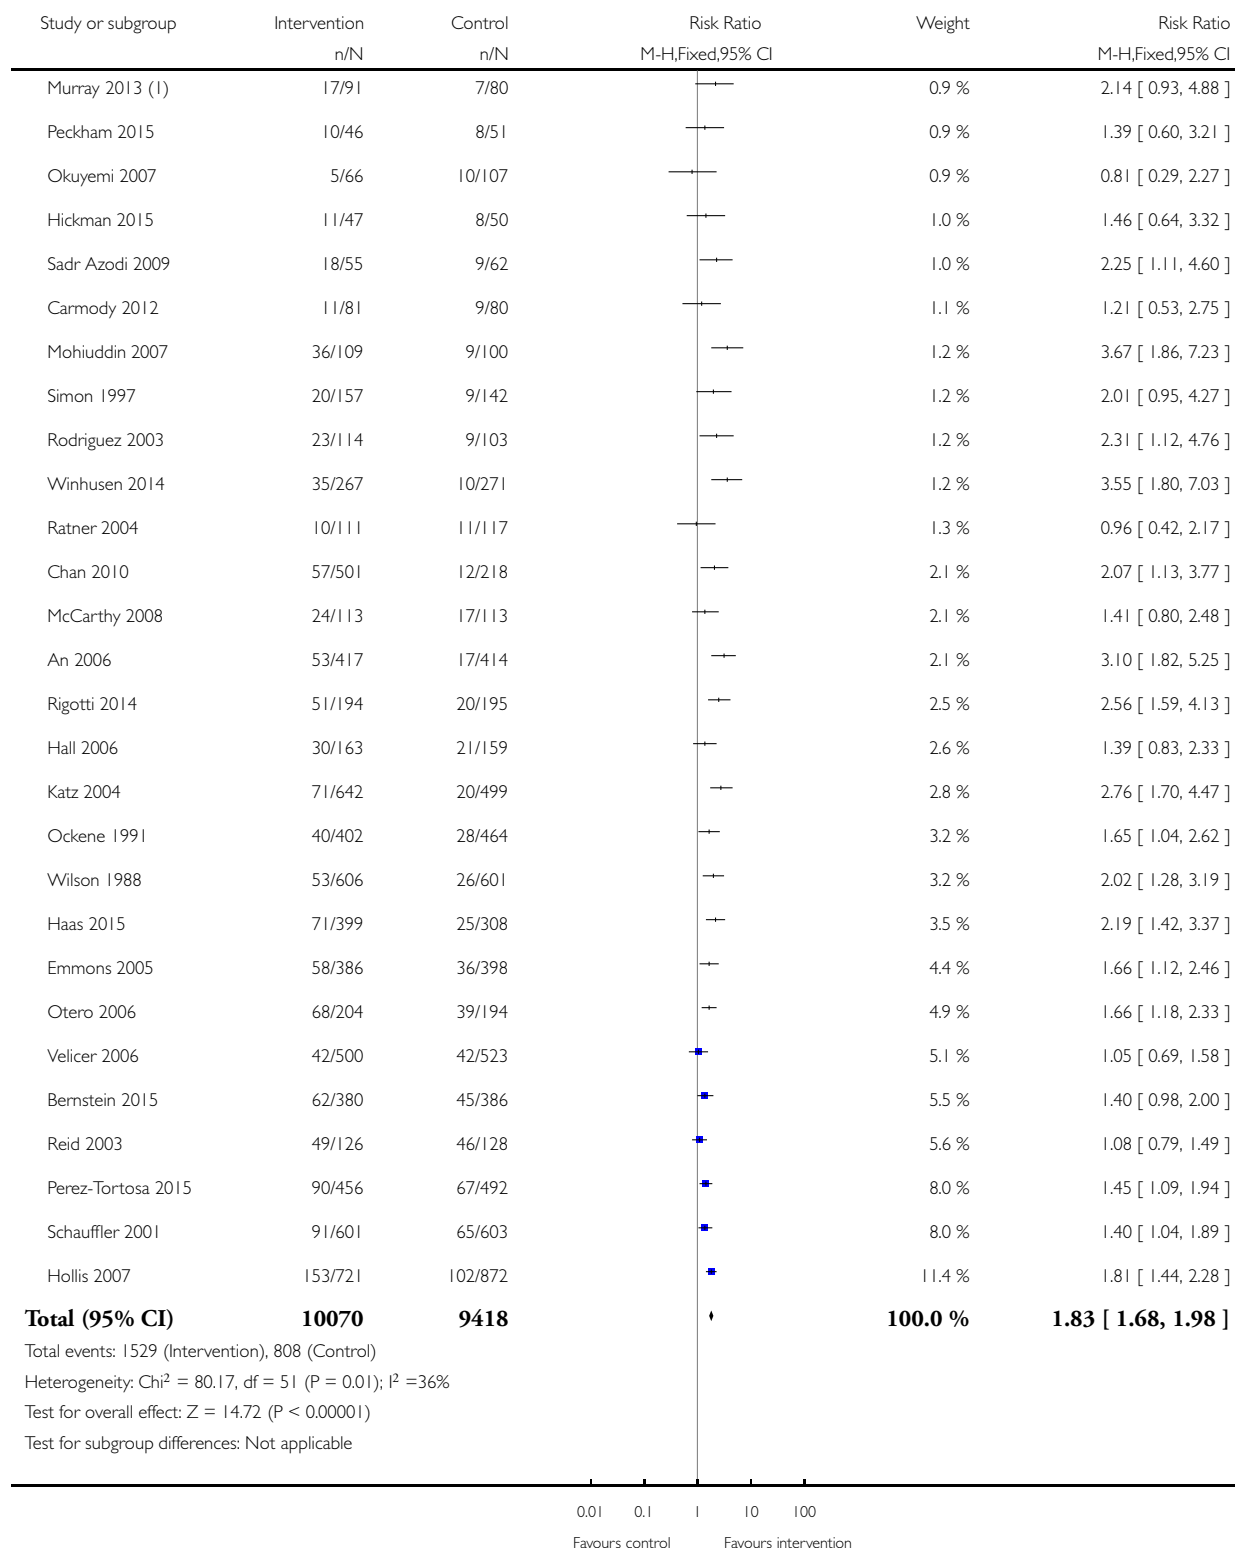 Study or subgroup Intervention Control Risk Ratio Weight Risk Ratio
n/N n/N M-H,Fixed,95% CI M-H,Fixed,95% CI
Murray 2013 (1) 17/91 7/80 0.9 % 2.14 [ 0.93, 4.88 ]
Peckham 2015 10/46 8/51 0.9 % 1.39 [ 0.60, 3.21 ]
Okuyemi 2007 5/66 10/107 0.9 % 0.81 [ 0.29, 2.27 ]
Hickman 2015 11/47 8/50 1.0 % 1.46 [ 0.64, 3.32 ]
Sadr Azodi 2009 18/55 9/62 1.0 % 2.25 [ 1.11, 4.60 ]
Carmody 2012 11/81 9/80 1.1 % 1.21 [ 0.53, 2.75 ]
Mohiuddin 2007 36/109 9/100 1.2 % 3.67 [ 1.86, 7.23 ]
Simon 1997 20/157 9/142 1.2 % 2.01 [ 0.95, 4.27 ]
Rodriguez 2003 23/114 9/103 1.2 % 2.31 [ 1.12, 4.76 ]
Winhusen 2014 35/267 10/271 1.2 % 3.55 [ 1.80, 7.03 ]
Ratner 2004 10/111 11/117 1.3 % 0.96 [ 0.42, 2.17 ]
Chan 2010 57/501 12/218 2.1 % 2.07 [ 1.13, 3.77 ]
McCarthy 2008 24/113 17/113 2.1 % 1.41 [ 0.80, 2.48 ]
An 2006 53/417 17/414 2.1 % 3.10 [ 1.82, 5.25 ]
Rigotti 2014 51/194 20/195 2.5 % 2.56 [ 1.59, 4.13 ]
Hall 2006 30/163 21/159 2.6 % 1.39 [ 0.83, 2.33 ]
Katz 2004 71/642 20/499 2.8 % 2.76 [ 1.70, 4.47 ]
Ockene 1991 40/402 28/464 3.2 % 1.65 [ 1.04, 2.62 ]
Wilson 1988 53/606 26/601 3.2 % 2.02 [ 1.28, 3.19 ]
Haas 2015 71/399 25/308 3.5 % 2.19 [ 1.42, 3.37 ]
Emmons 2005 58/386 36/398 4.4 % 1.66 [ 1.12, 2.46 ]
Otero 2006 68/204 39/194 4.9 % 1.66 [ 1.18, 2.33 ]
Velicer 2006 42/500 42/523 5.1 % 1.05 [ 0.69, 1.58 ]
Bernstein 2015 62/380 45/386 5.5 % 1.40 [ 0.98, 2.00 ]
Reid 2003 49/126 46/128 5.6 % 1.08 [ 0.79, 1.49 ]
Perez-Tortosa 2015 90/456 67/492 8.0 % 1.45 [ 1.09, 1.94 ]
Schauffler 2001 91/601 65/603 8.0 % 1.40 [ 1.04, 1.89 ]
Hollis 2007 153/721 102/872 11.4 % 1.81 [ 1.44, 2.28 ]
Total (95% CI) 10070 9418 100.0 % 1.83 [ 1.68, 1.98 ]
Total events: 1529 (Intervention), 808 (Control)
Heterogeneity: Chi² = 80.17, df = 51 (P = 0.01); I² =36%
Test for overall effect: Z = 14.72 (P < 0.00001)
Test for subgroup differences: Not applicable
0.01 0.1 1 10 100
Favours control Favours intervention